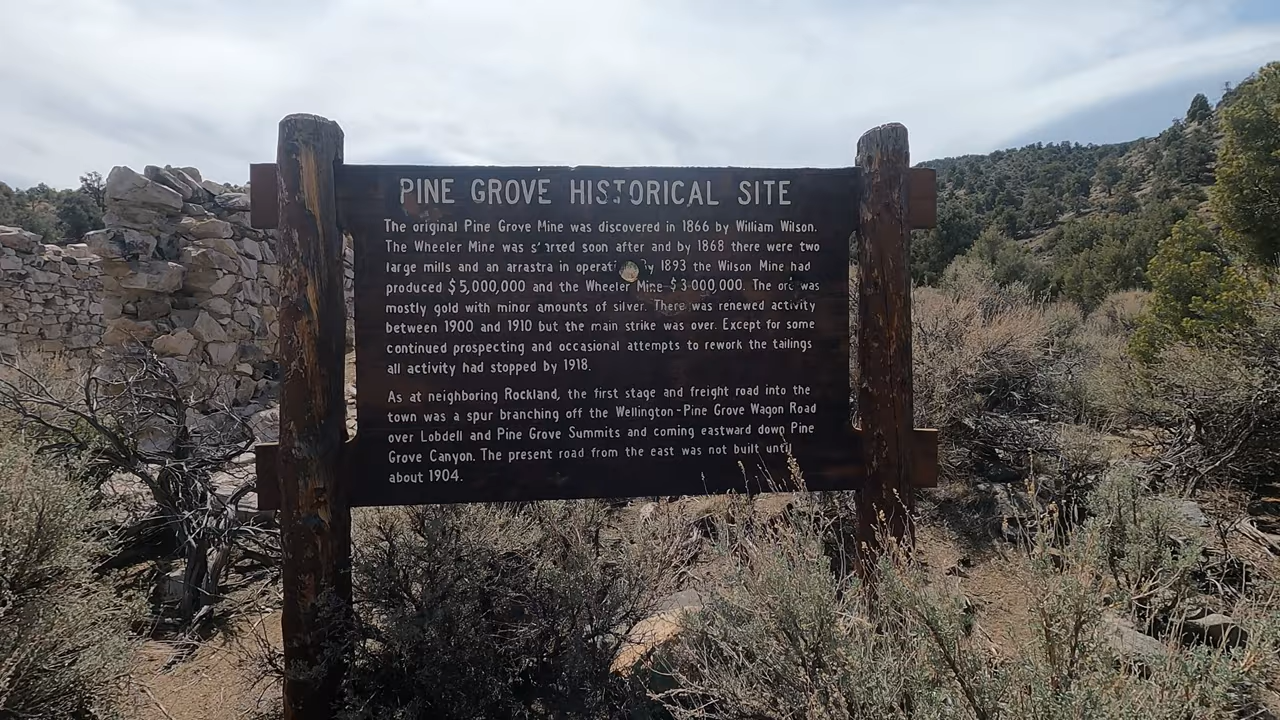 PINE GROVE HISTORICAL SITE
The original Pine Grove Mine was discovered in 1866 by William Wilson.
The Wheeler Mine was started soon after and by 1868 there were two
large mills and an arrastra in operati By 1893 the Wilson Mine had
produced $5,000,000 and the Wheeler Mine $3 000,000. The ore was
mostly gold with minor amounts of silver. There was renewed activity
between 1900 and 1910 but the main strike was over. Except for some
continued prospecting and occasional attempts to rework the tailings
all activity had stopped by 1918.
As at neighboring Rockland, the first stage and freight road into the
town was a spur branching off the Wellington-Pine Grove Wagon Road
over Lobdell and Pine Grove Summits and coming eastward down Pine
Grove Canyon. The present road from the east was not built until
about 1904.